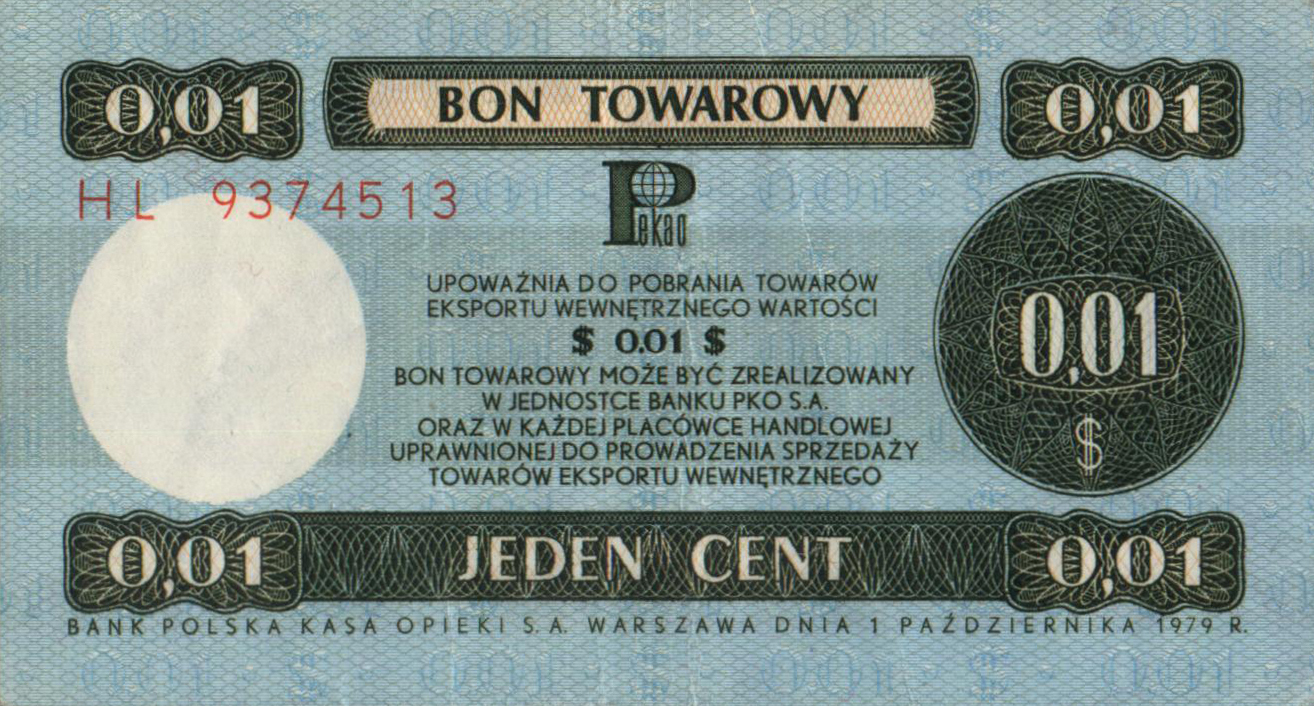 0,01 BON TOWAROWY 0,01
HL 9374513
Pekao
UPOWAŻNIA DO POBRANIA TOWARÓW
EKSPORTU WEWNĘTRZNEGO WARTOŚCI
$ 0.01 $
BON TOWAROWY MOŻE BYĆ ZREALIZOWANY
W JEDNOSTCE BANKU PKO S.A.
ORAZ W KAŻDEJ PLACÓWCE HANDLOWEJ
UPRAWNIONEJ DO PROWADZENIA SPRZEDAŻY
TOWARÓW EKSPORTU WEWNĘTRZNEGO
0,01
$
0,01 JEDEN CENT 0,01
BANK POLSKA KASA OPIEKI S.A. WARSZAWA DNIA 1 PAŹDZIERNIKA 1979 R.